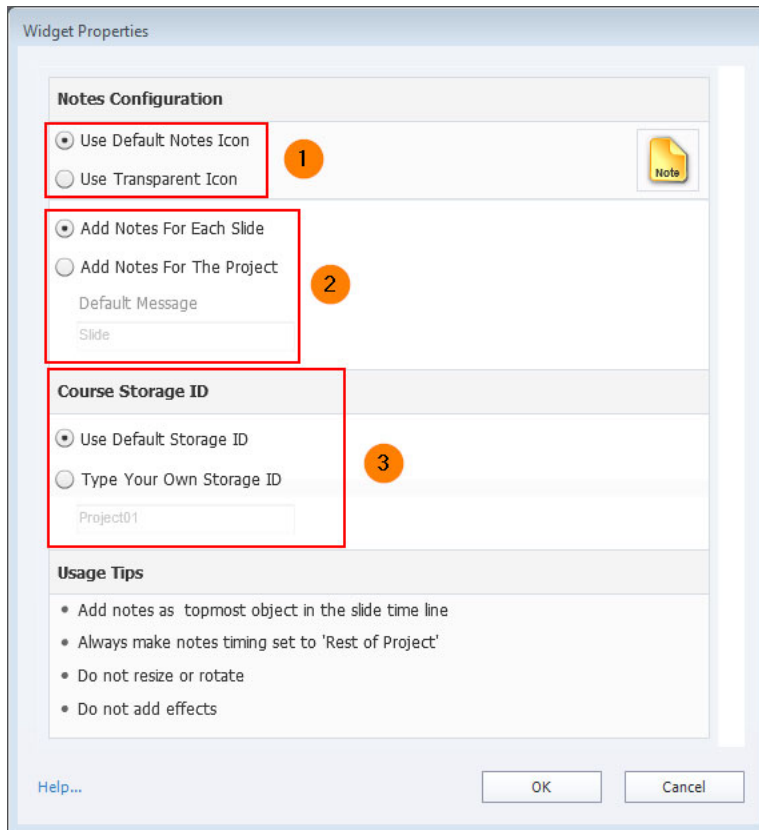 Widget Properties
Notes Configuration
Use Default Notes Icon
1
Use Transparent Icon
Note
Add Notes For Each Slide
Add Notes For The Project
2
Default Message
Slide
Course Storage ID
Use Default Storage ID
3
Type Your Own Storage ID
Project01
Usage Tips
• Add notes as topmost object in the slide time line
• Always make notes timing set to 'Rest of Project'
• Do not resize or rotate
• Do not add effects
Help... OK Cancel